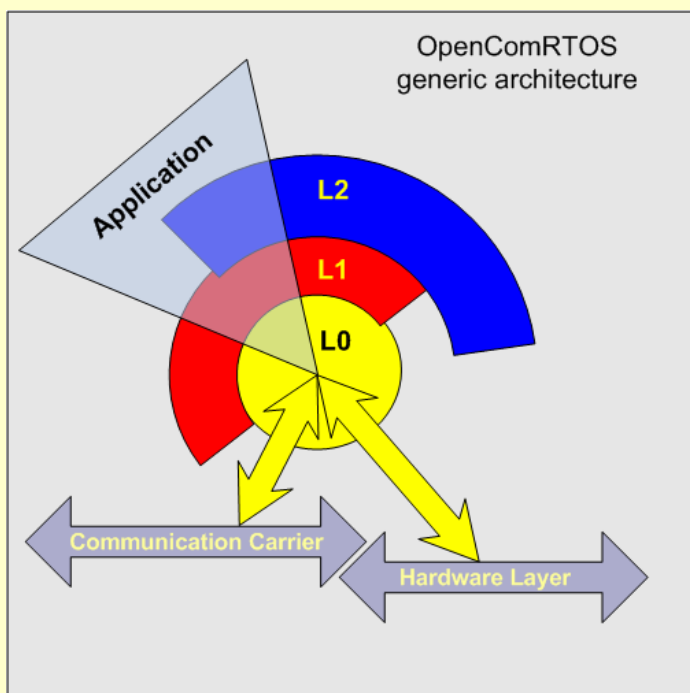 OpenComRTOS
generic architecture
Application
L2
L1
L0
Communication Carrier
Hardware Layer